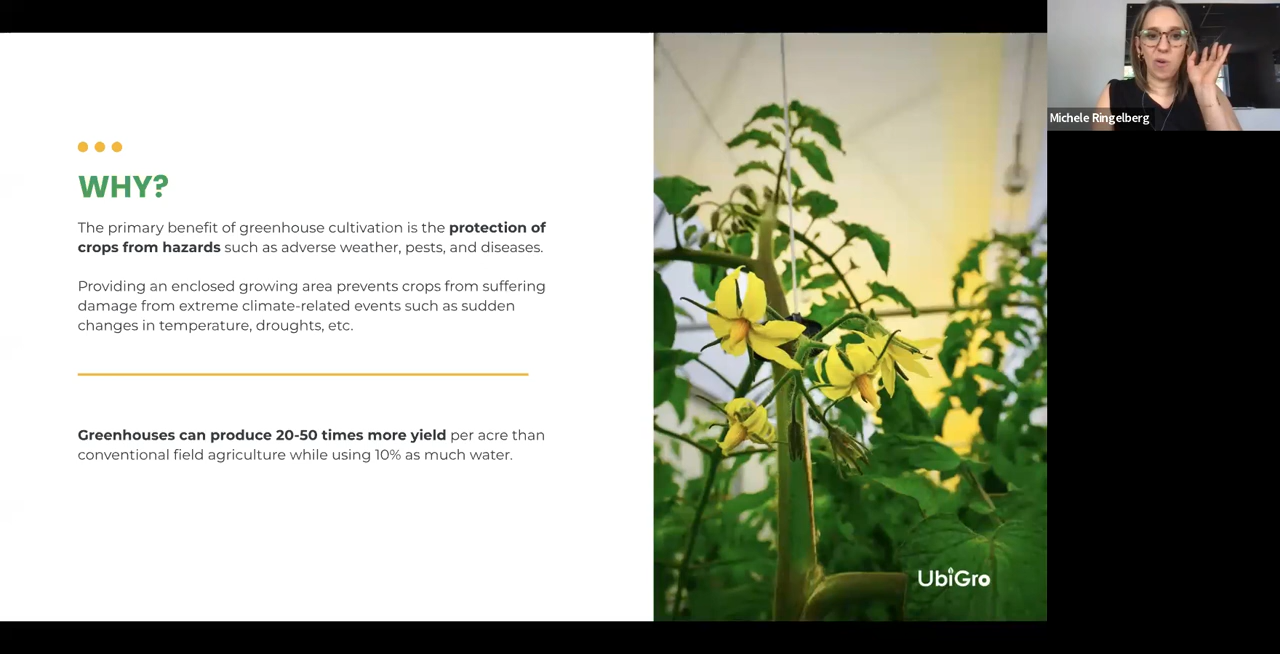 WHY?
The primary benefit of greenhouse cultivation is the protection of
crops from hazards such as adverse weather, pests, and diseases.
Providing an enclosed growing area prevents crops from suffering
damage from extreme climate-related events such as sudden
changes in temperature, droughts, etc.
Greenhouses can produce 20-50 times more yield per acre than
conventional field agriculture while using 10% as much water.
UbiGro
Michele Ringelberg